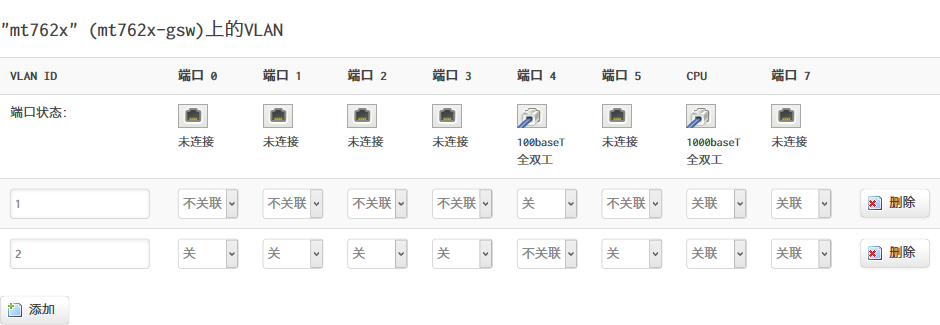 "mt762x" (mt762x-gsw)上的VLAN
VLAN ID 端口 0 端口 1 端口 2 端口 3 端口 4 端口 5 CPU 端口 7
端口状态:
未连接 未连接 未连接 未连接 100baseT 未连接 1000baseT 未连接
全双工 全双工
1 不关联 不关联 不关联 不关联 关 不关联 关联 关联 删除
2 关 关 关 关 不关联 关 关联 关联 删除
添加